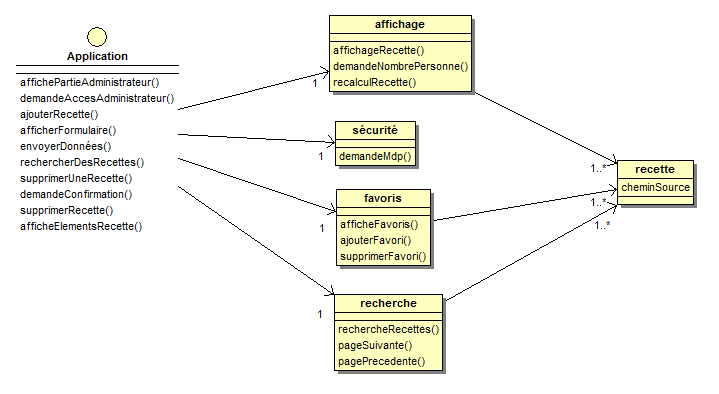 Application
affichePartieAdministrateur()
demandeAccesAdministrateur()
ajouterRecette()
afficherFormulaire()
envoyerDonnées()
rechercherDesRecettes()
supprimerUneRecette()
demandeConfirmation()
supprimerRecette()
afficheElementsRecette()
affichage
affichageRecette()
demandeNombrePersonne()
recalculRecette()
1
sécurité
demandeMdp()
1
favoris
afficheFavoris()
ajouterFavori()
supprimerFavori()
1
recherche
rechercheRecettes()
pageSuivante()
pagePrecedente()
1
recette
cheminSource
1..*
1..*
1..*